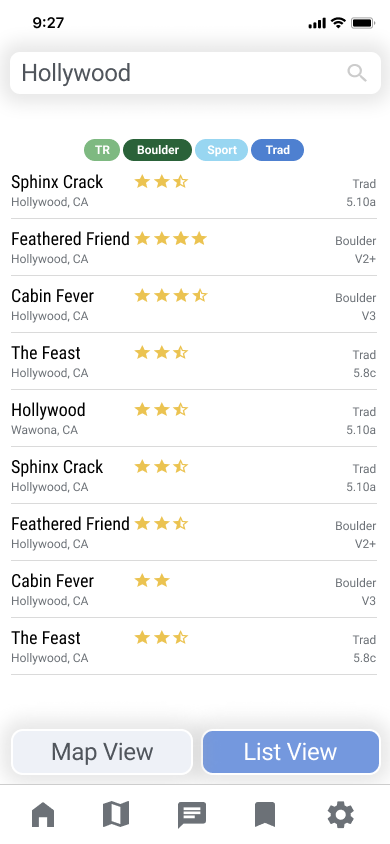 9:27
Hollywood
TR Boulder Sport Trad
Sphinx Crack Trad
Hollywood, CA 5.10a
Feathered Friend Boulder
Hollywood, CA V2+
Cabin Fever Boulder
Hollywood, CA V3
The Feast Trad
Hollywood, CA 5.8c
Hollywood Trad
Wawona, CA 5.10a
Sphinx Crack Trad
Hollywood, CA 5.10a
Feathered Friend Boulder
Hollywood, CA V2+
Cabin Fever Boulder
Hollywood, CA V3
The Feast Trad
Hollywood, CA 5.8c
Map View List View